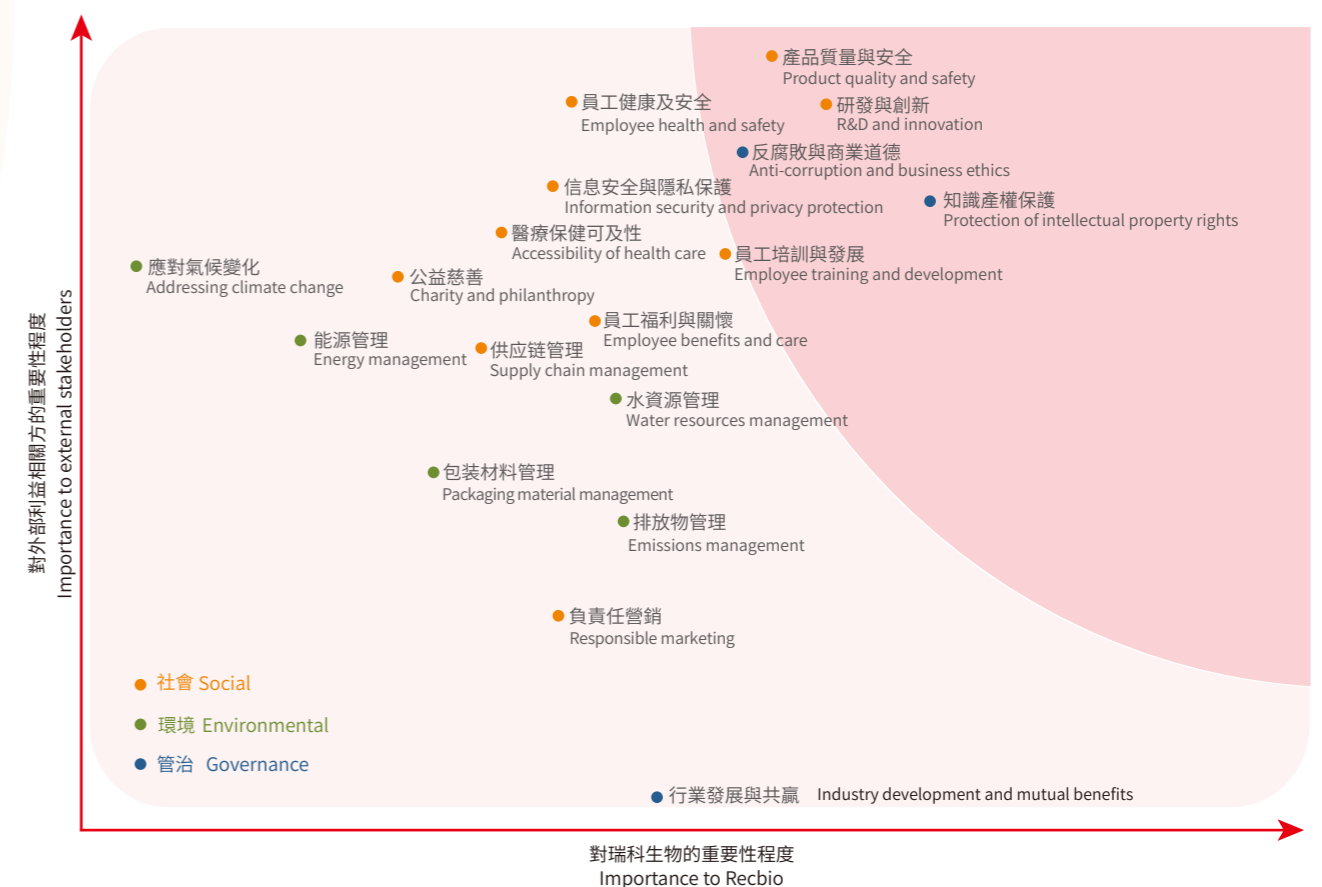 產品質量與安全
Product quality and safety
員工健康及安全
Employee health and safety
研發與創新
R&D and innovation
反腐敗與商業道德
Anti-corruption and business ethics
信息安全與隱私保護
Information security and privacy protection
知識產權保護
Protection of intellectual property rights
醫療保健可及性
Accessibility of health care
員工培訓與發展
Employee training and development
應對氣候變化
Addressing climate change
公益慈善
Charity and philanthropy
員工福利與關懷
Employee benefits and care
能源管理
Energy management
供应链管理
Supply chain management
水資源管理
Water resources management
包装材料管理
Packaging material management
排放物管理
Emissions management
負責任營銷
Responsible marketing
社會 Social
環境 Environmental
管治 Governance
行業發展與共贏 Industry development and mutual benefits
對外部利益相關方的重要性程度
Importance to external stakeholders
對瑞科生物的重要性程度
Importance to Recbio